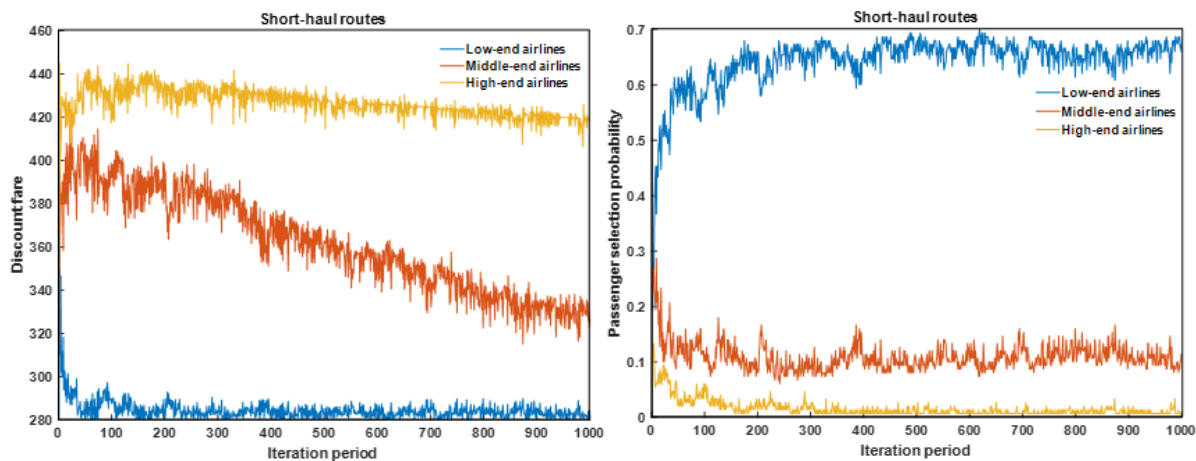 Short-haul routes
460
440
420
400
380
360
340
320
300
280
Discount fare
Low-end airlines
Middle-end airlines
High-end airlines
0 100 200 300 400 500 600 700 800 900 1000
Iteration period
Short-haul routes
0.7
0.6
0.5
0.4
0.3
0.2
0.1
0
Passenger selection probability
Low-end airlines
Middle-end airlines
High-end airlines
0 100 200 300 400 500 600 700 800 900 1000
Iteration period